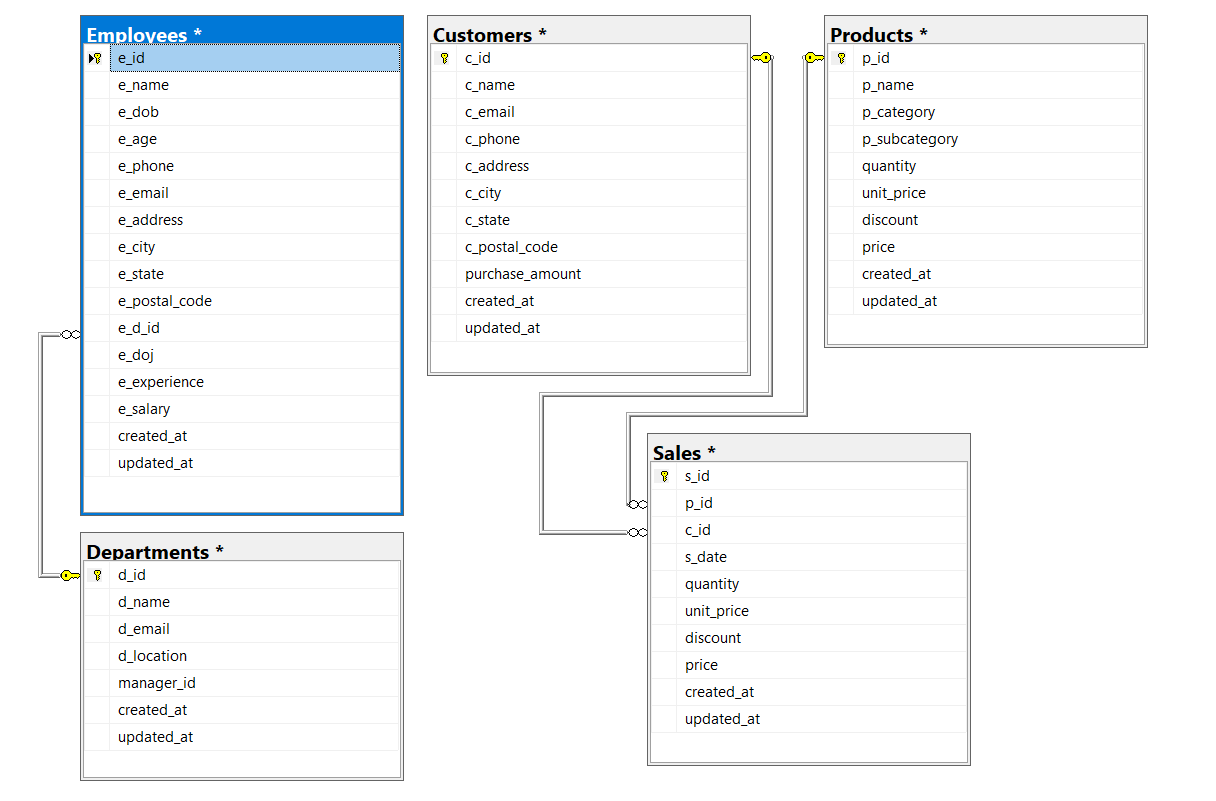 Employees *
e_id
e_name
e_dob
e_age
e_phone
e_email
e_address
e_city
e_state
e_postal_code
e_d_id
e_doj
e_experience
e_salary
created_at
updated_at
Customers *
c_id
c_name
c_email
c_phone
c_address
c_city
c_state
c_postal_code
purchase_amount
created_at
updated_at
Products *
p_id
p_name
p_category
p_subcategory
quantity
unit_price
discount
price
created_at
updated_at
Departments *
d_id
d_name
d_email
d_location
manager_id
created_at
updated_at
Sales *
s_id
p_id
c_id
s_date
quantity
unit_price
discount
price
created_at
updated_at